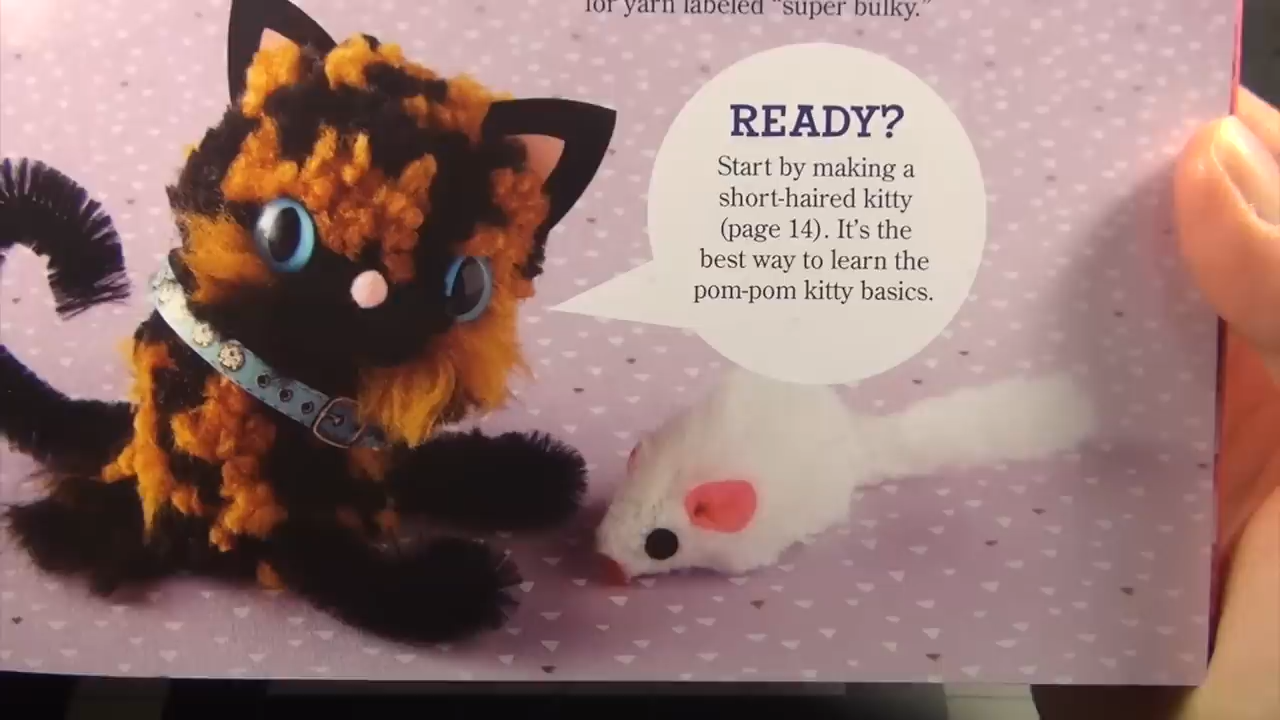 for yarn labeled “super bulky.”
READY?
Start by making a
short-haired kitty
(page 14). It’s the
best way to learn the
pom-pom kitty basics.